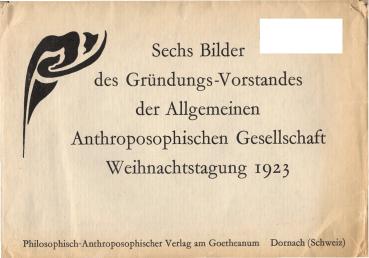 Sechs Bilder
des Gründungs-Vorstandes
der Allgemeinen
Anthroposophischen Gesellschaft
Weihnachtstagung 1923
Philosophisch-Anthroposophischer Verlag am Goetheanum Dornach (Schweiz)